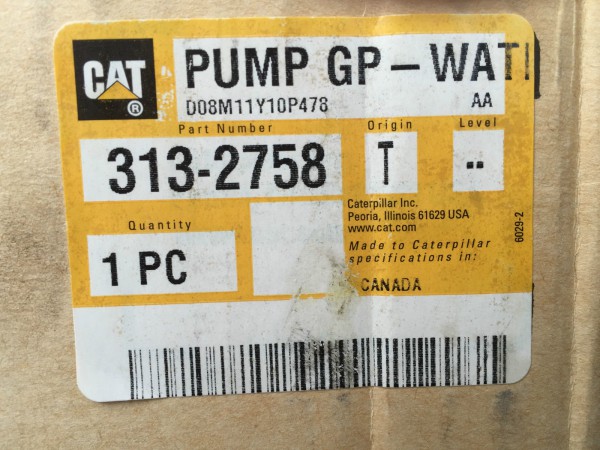 CAT
®
PUMP GP-WAT
D08M11Y10P478 AA
Part Number Origin Level
313-2758 T --
Quantity
1 PC
Caterpillar Inc.
Peoria, Illinois 61629 USA
www.cat.com
Made to Caterpillar
specifications in:
CANADA
6029-2